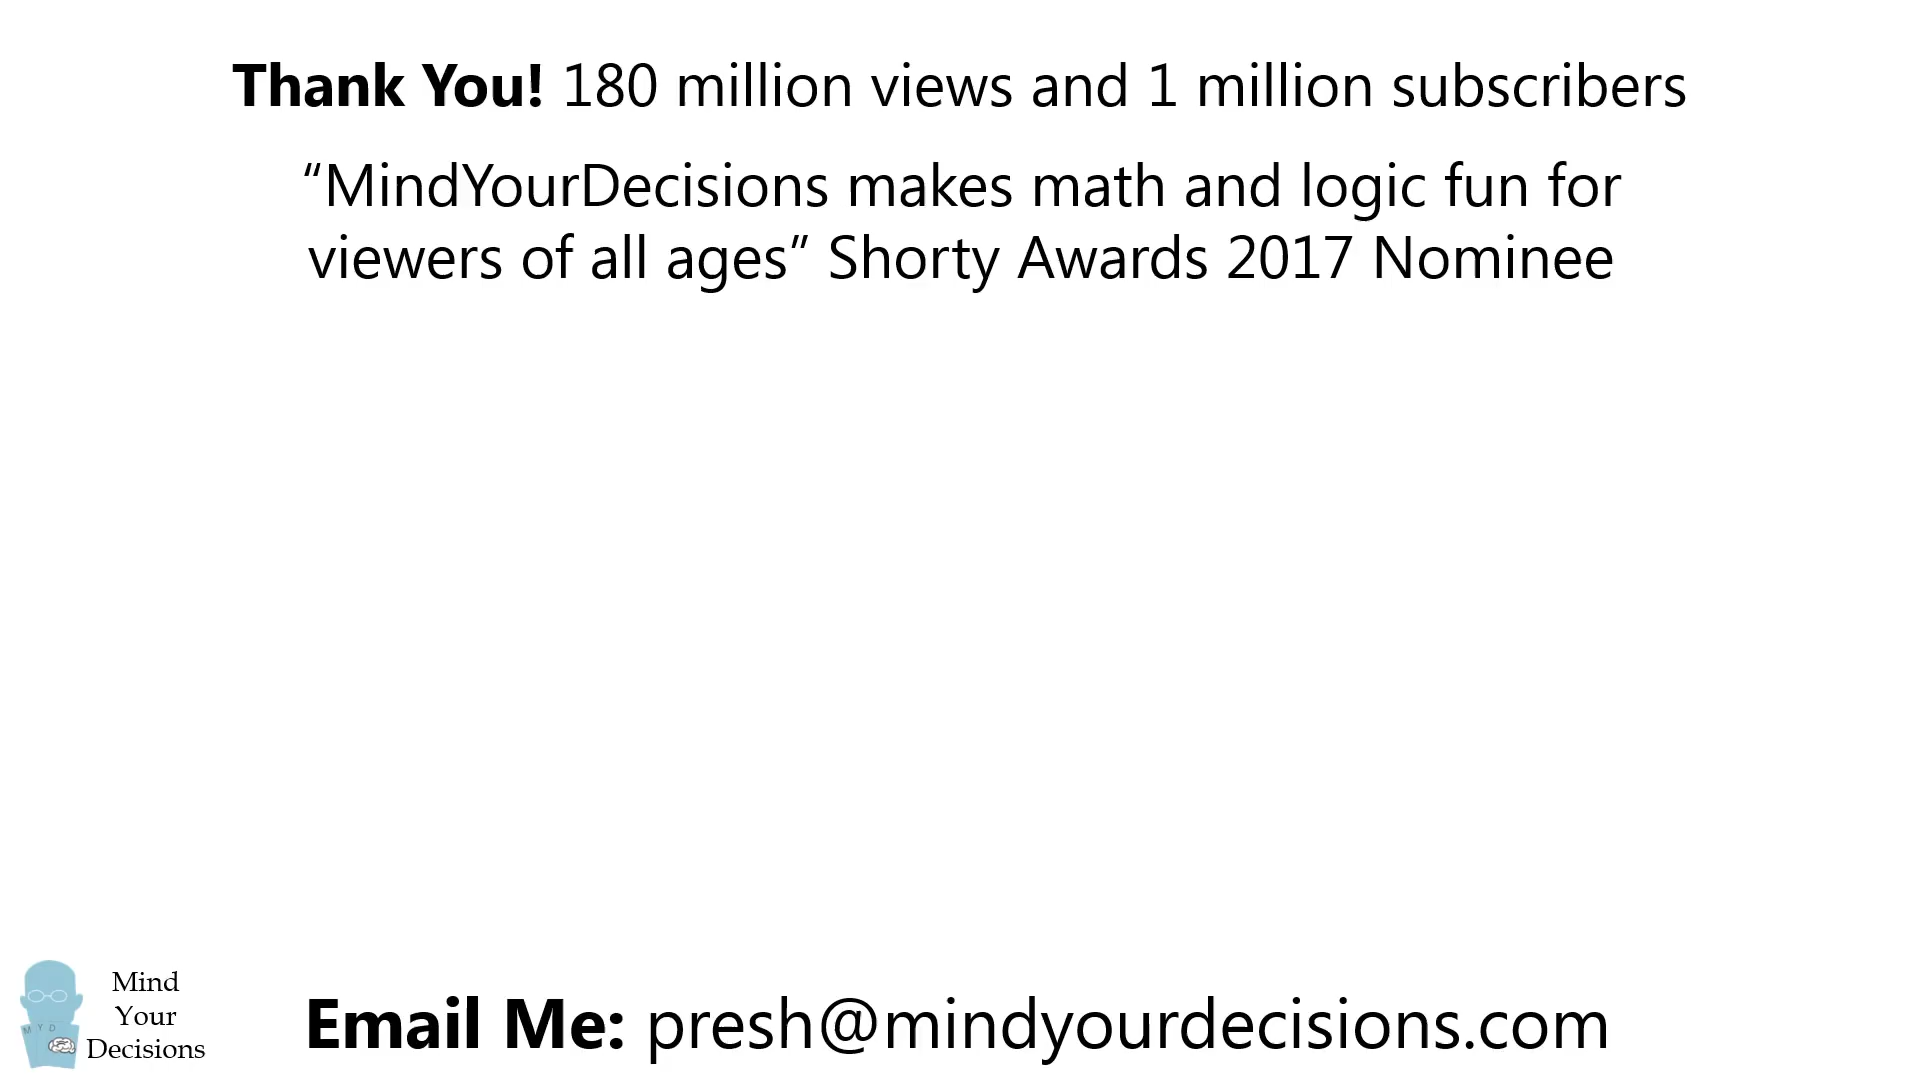 Thank You! 180 million views and 1 million subscribers
“MindYourDecisions makes math and logic fun for
viewers of all ages” Shorty Awards 2017 Nominee
Mind
Your
Decisions
M Y D
Email Me: presh@mindyourdecisions.com